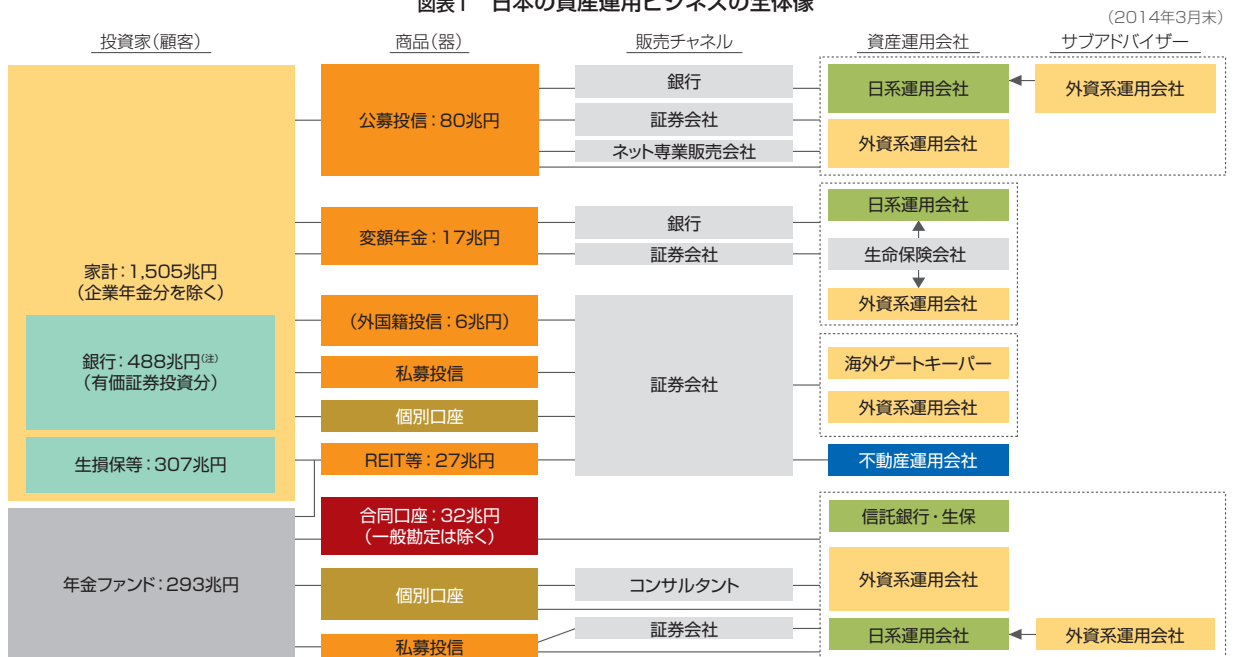 図表1 日本の資産運用ビジネスの全体像
(2014年3月末)
投資家(顧客)
商品(器)
販売チャネル
資産運用会社
サブアドバイザー
家計:1,505兆円
(企業年金分を除く)
銀行:488兆円(注)
(有価証券投資分)
生損保等:307兆円
年金ファンド:293兆円
公募投信:80兆円
変額年金:17兆円
(外国籍投信:6兆円)
私募投信
個別口座
REIT等:27兆円
合同口座:32兆円
(一般勘定は除く)
個別口座
私募投信
銀行
証券会社
ネット専業販売会社
銀行
証券会社
証券会社
コンサルタント
証券会社
日系運用会社
外資系運用会社
日系運用会社
生命保険会社
外資系運用会社
海外ゲートキーパー
外資系運用会社
不動産運用会社
信託銀行・生保
外資系運用会社
日系運用会社
外資系運用会社
外資系運用会社